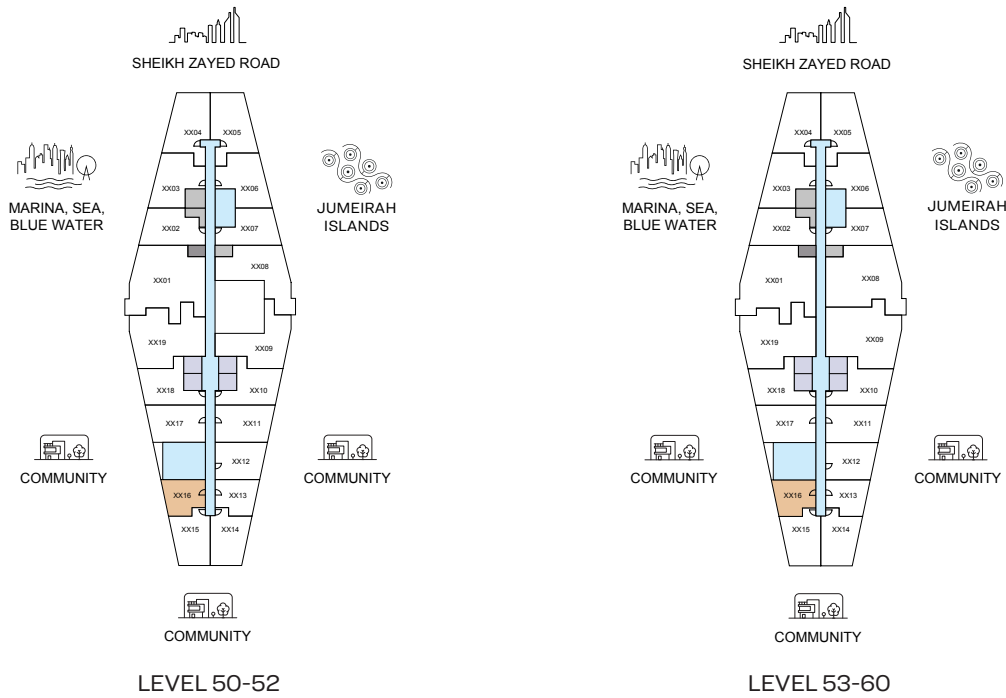 SHEIKH ZAYED ROAD
XX04
XX05
MARINA, SEA,
BLUE WATER
XX03
XX06
JUMEIRAH
ISLANDS
XX02
XX07
XX01
XX08
XX19
XX09
XX18
XX10
XX17
XX11
COMMUNITY
XX12
COMMUNITY
XX16
XX13
XX15
XX14
COMMUNITY
LEVEL 50-52
SHEIKH ZAYED ROAD
XX04
XX05
MARINA, SEA,
BLUE WATER
XX03
XX06
JUMEIRAH
ISLANDS
XX02
XX07
XX01
XX08
XX19
XX09
XX18
XX10
XX17
XX11
COMMUNITY
XX12
COMMUNITY
XX16
XX13
XX15
XX14
COMMUNITY
LEVEL 53-60